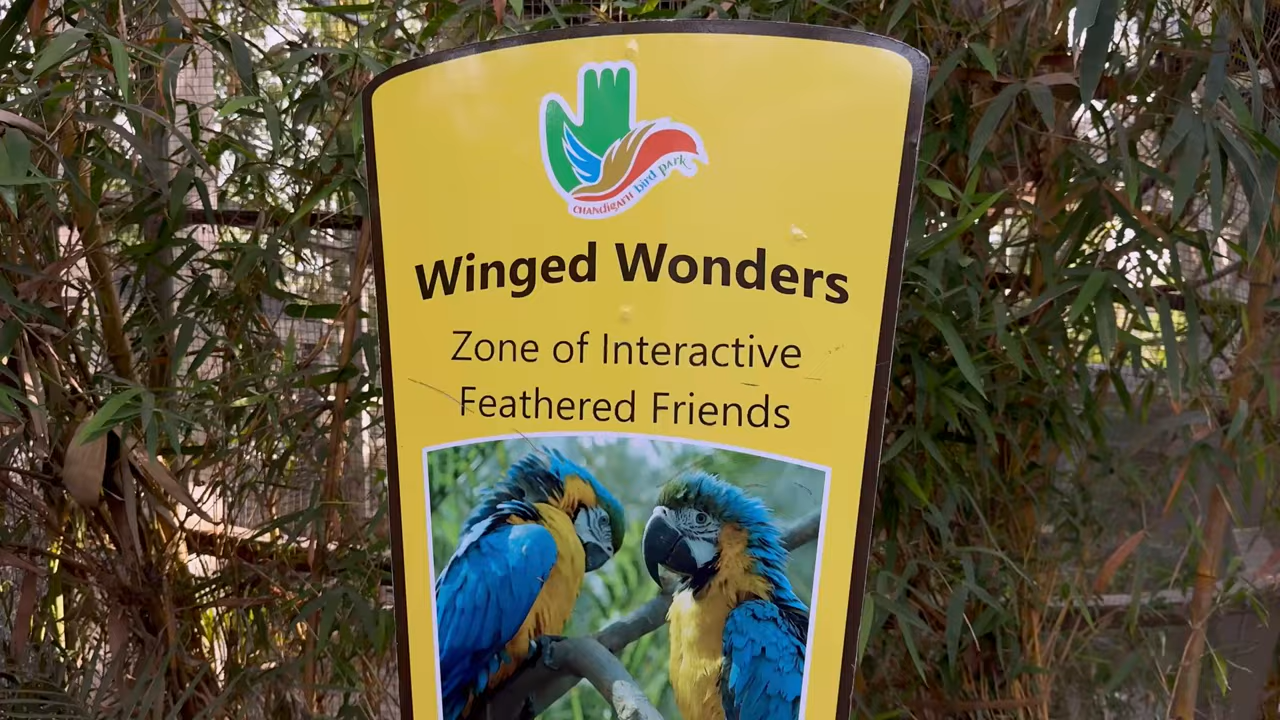 CHANDIGARH bird park
Winged Wonders
Zone of Interactive
Feathered Friends